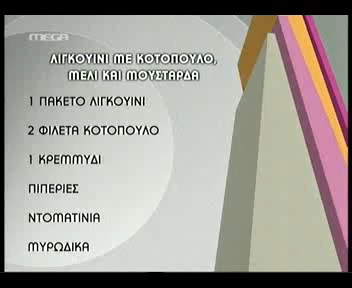 MEGA
ΛΙΓΚΟΥΙΝΙ ΜΕ ΚΟΤΟΠΟΥΛΟ,
ΜΕΛΙ ΚΑΙ ΜΟΥΣΤΑΡΔΑ
1 ΠΑΚΕΤΟ ΛΙΓΚΟΥΙΝΙ
2 ΦΙΛΕΤΑ ΚΟΤΟΠΟΥΛΟ
1 ΚΡΕΜΜΥΔΙ
ΠΙΠΕΡΙΕΣ
ΝΤΟΜΑΤΙΝΙΑ
ΜΥΡΩΔΙΚΑ